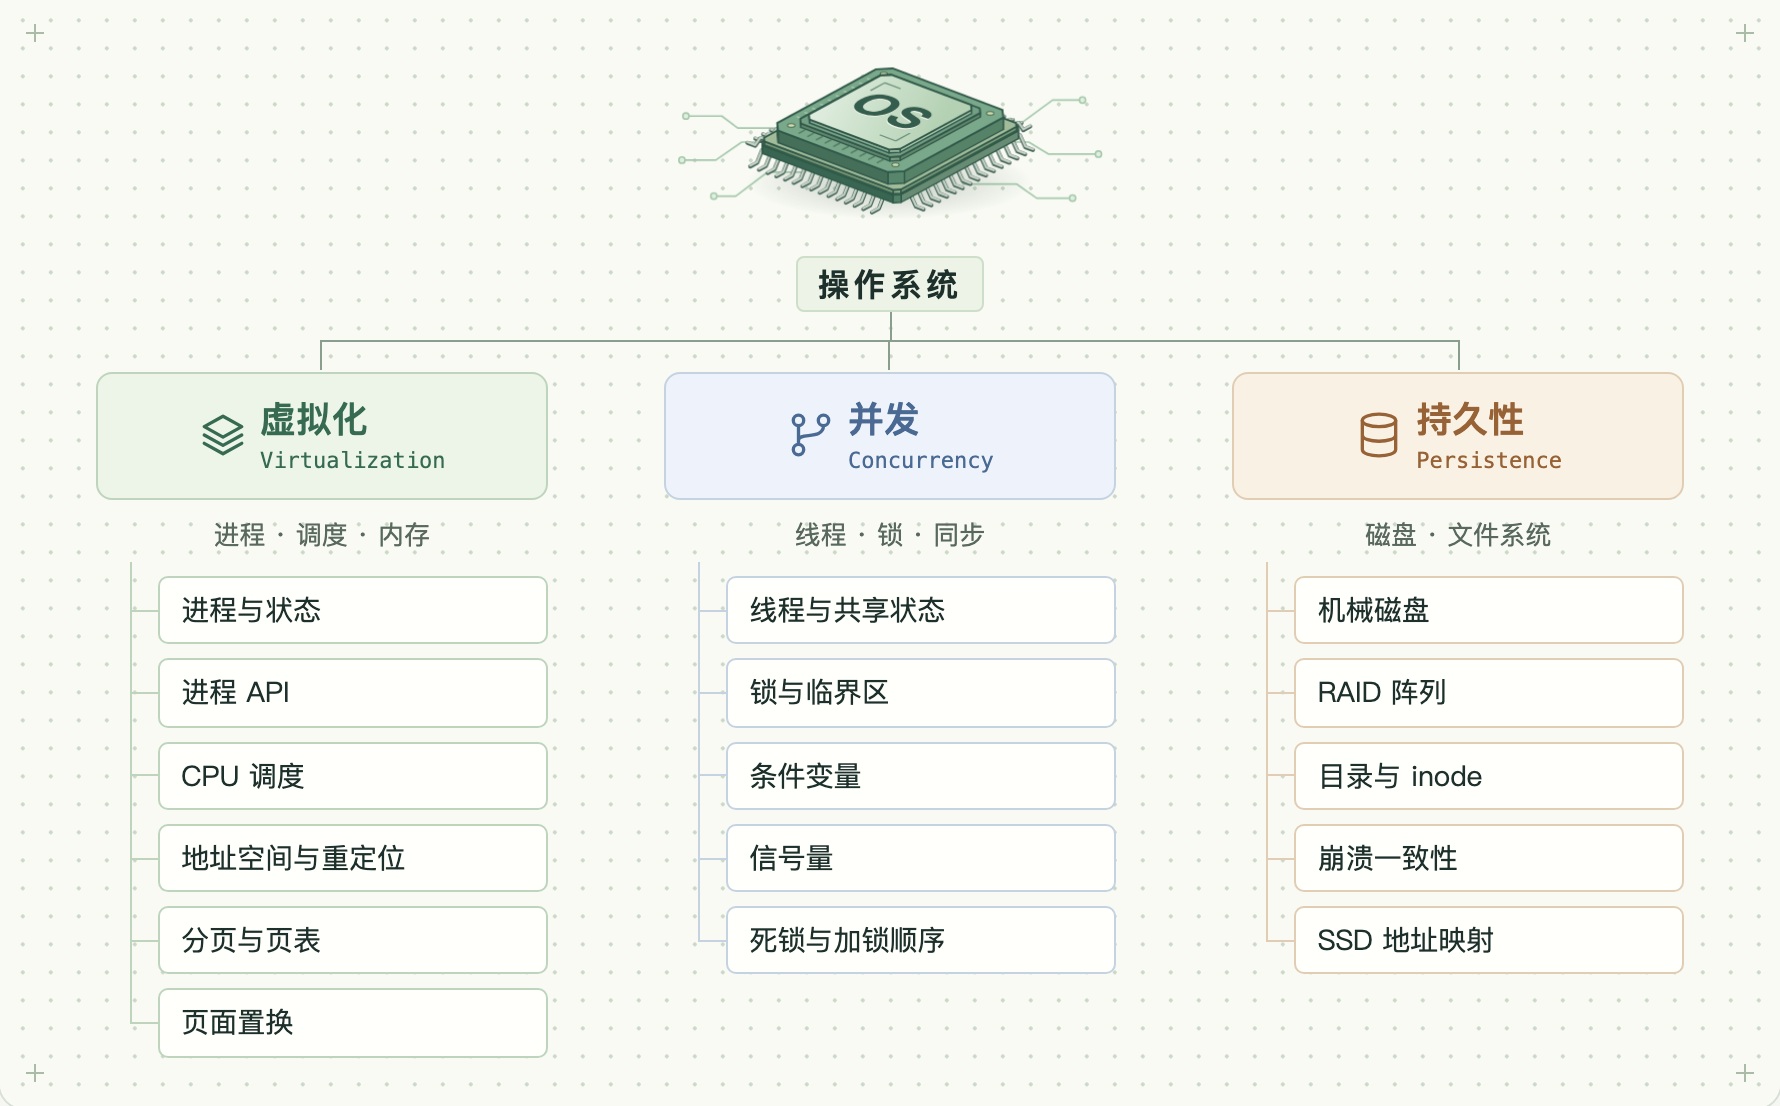 OS
操作系统
虚拟化
Virtualization
进程 · 调度 · 内存
进程与状态
进程 API
CPU 调度
地址空间与重定位
分页与页表
页面置换
并发
Concurrency
线程 · 锁 · 同步
线程与共享状态
锁与临界区
条件变量
信号量
死锁与加锁顺序
持久性
Persistence
磁盘 · 文件系统
机械磁盘
RAID 阵列
目录与 inode
崩溃一致性
SSD 地址映射